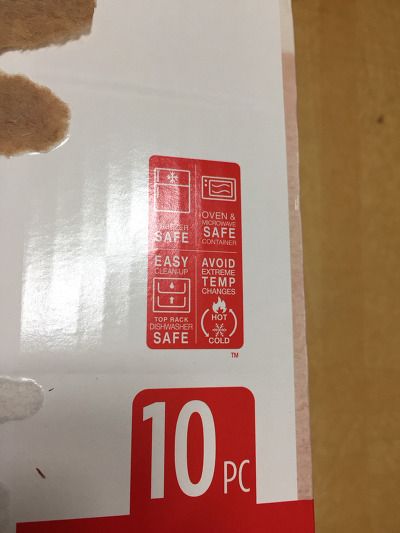 FREEZER
SAFE
OVEN &
MICROWAVE
SAFE
CONTAINER
EASY
CLEAN-UP
TOP RACK
DISHWASHER
SAFE
AVOID
EXTREME
TEMP
CHANGES
HOT
COLD
TM
10 PC